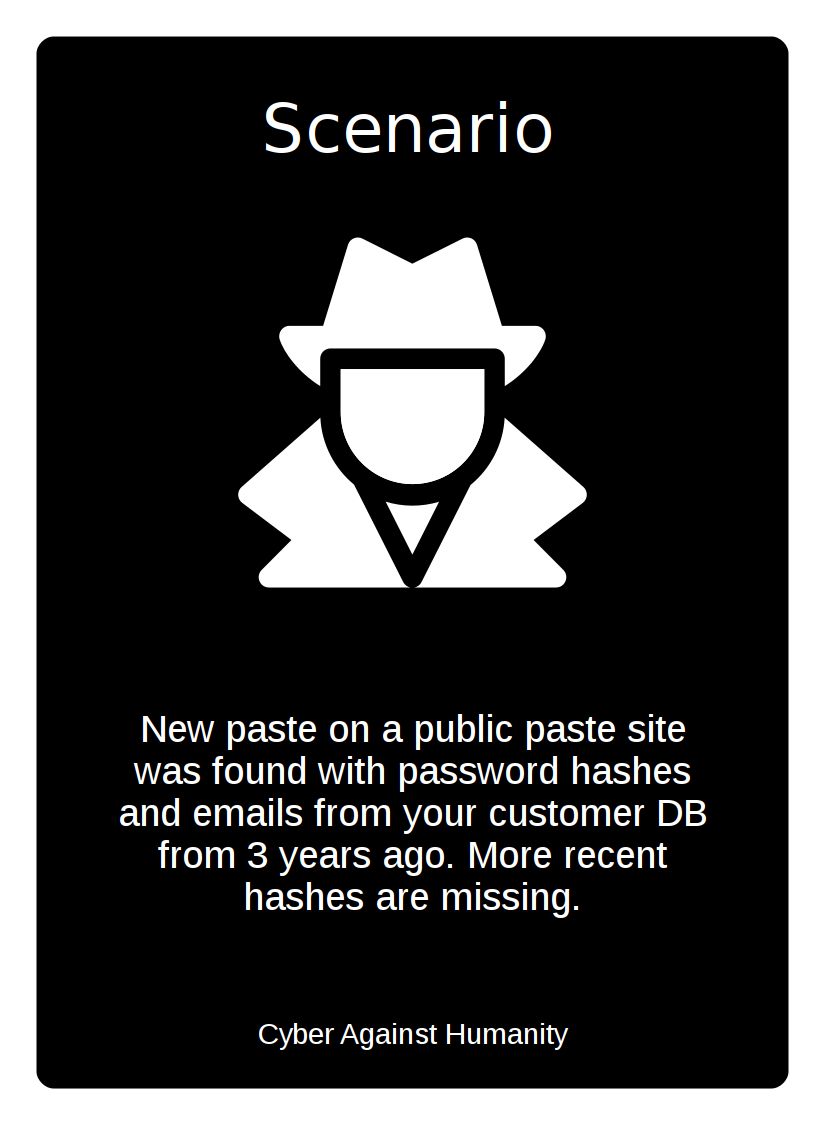 Scenario
New paste on a public paste site
was found with password hashes
and emails from your customer DB
from 3 years ago. More recent
hashes are missing.
Cyber Against Humanity